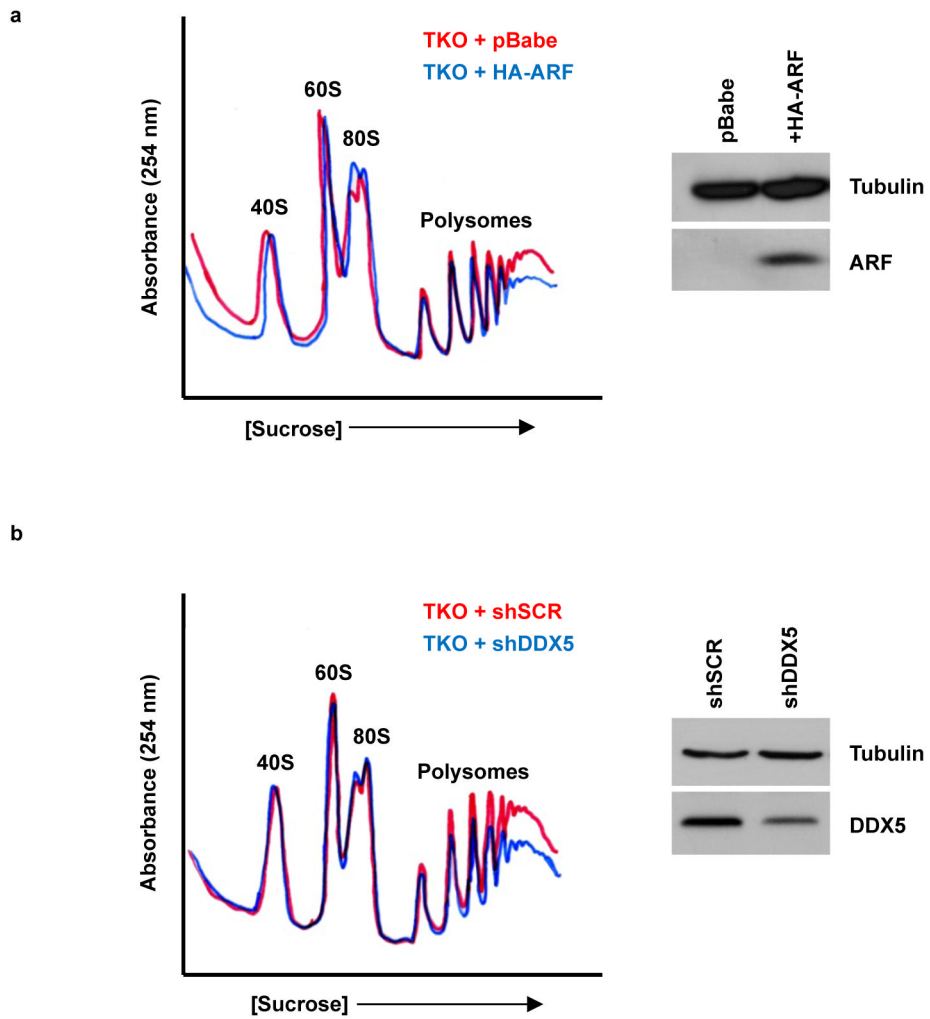 a
TKO + pBabe
TKO + HA-ARF
60S
80S
40S
Polysomes
Absorbance (254 nm)
[Sucrose]
pBabe
+HA-ARF
Tubulin
ARF
b
TKO + shSCR
TKO + shDDX5
60S
80S
40S
Polysomes
Absorbance (254 nm)
[Sucrose]
shSCR
shDDX5
Tubulin
DDX5